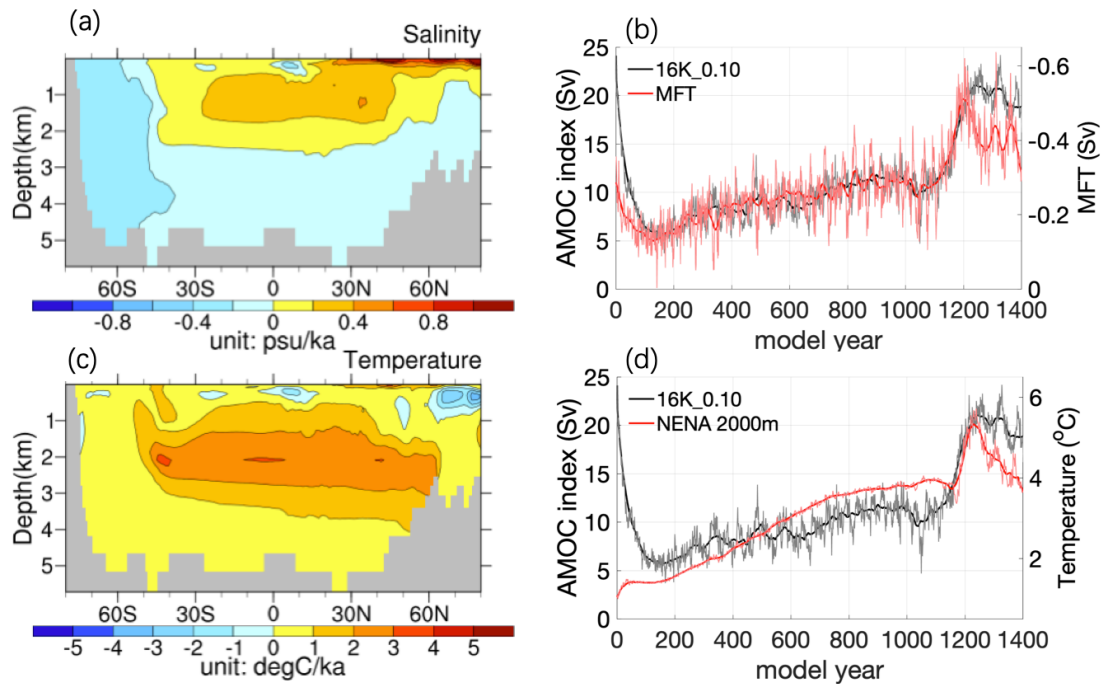 (a)
Salinity
Depth(km)
1
2
3
4
5
60S 30S 0 30N 60N
-0.8 -0.4 0 0.4 0.8
unit: psu/ka
(b)
AMOC index (Sv)
25
20
15
10
5
0
16K_0.10
MFT
-0.6
-0.4
-0.2
0
MFT (Sv)
0 200 400 600 800 1000 1200 1400
model year
(c)
Temperature
Depth(km)
1
2
3
4
5
60S 30S 0 30N 60N
-5 -4 -3 -2 -1 0 1 2 3 4 5
unit: degC/ka
(d)
AMOC index (Sv)
25
20
15
10
5
0
16K_0.10
NENA 2000m
6
4
2
Temperature (°C)
0 200 400 600 800 1000 1200 1400
model year